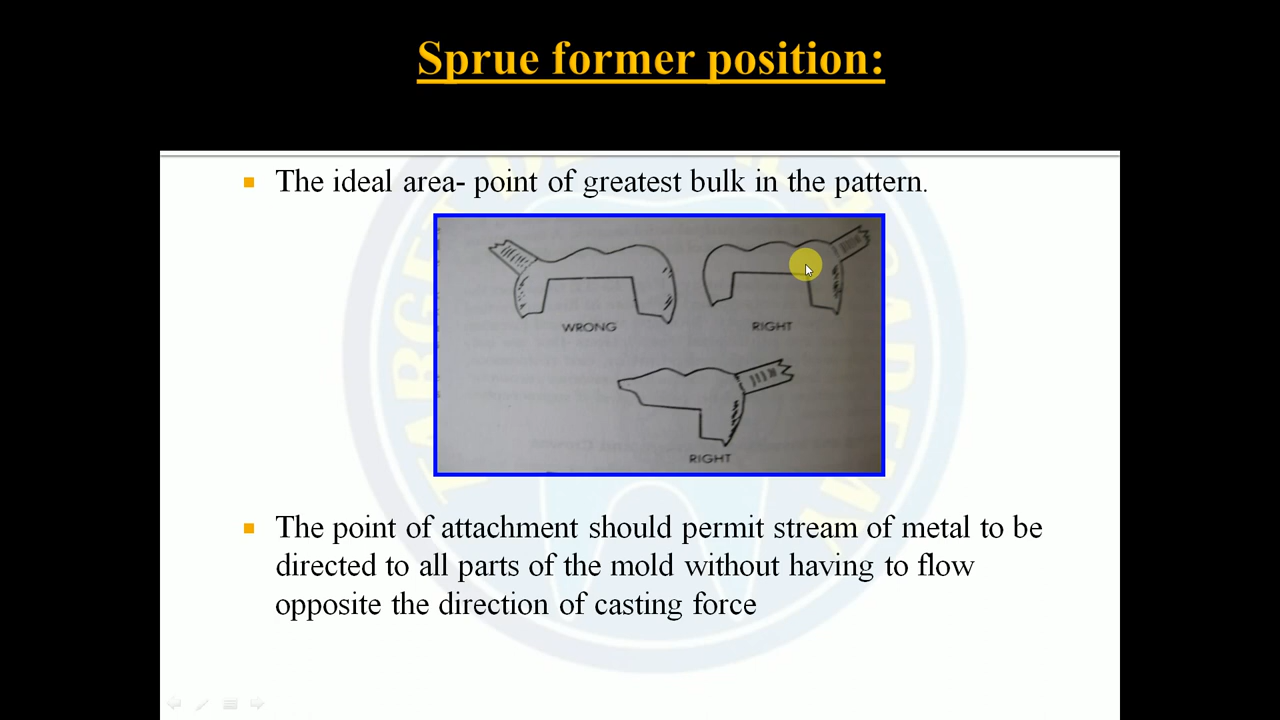 Sprue former position:
The ideal area- point of greatest bulk in the pattern.
WRONG
RIGHT
RIGHT
The point of attachment should permit stream of metal to be
directed to all parts of the mold without having to flow
opposite the direction of casting force